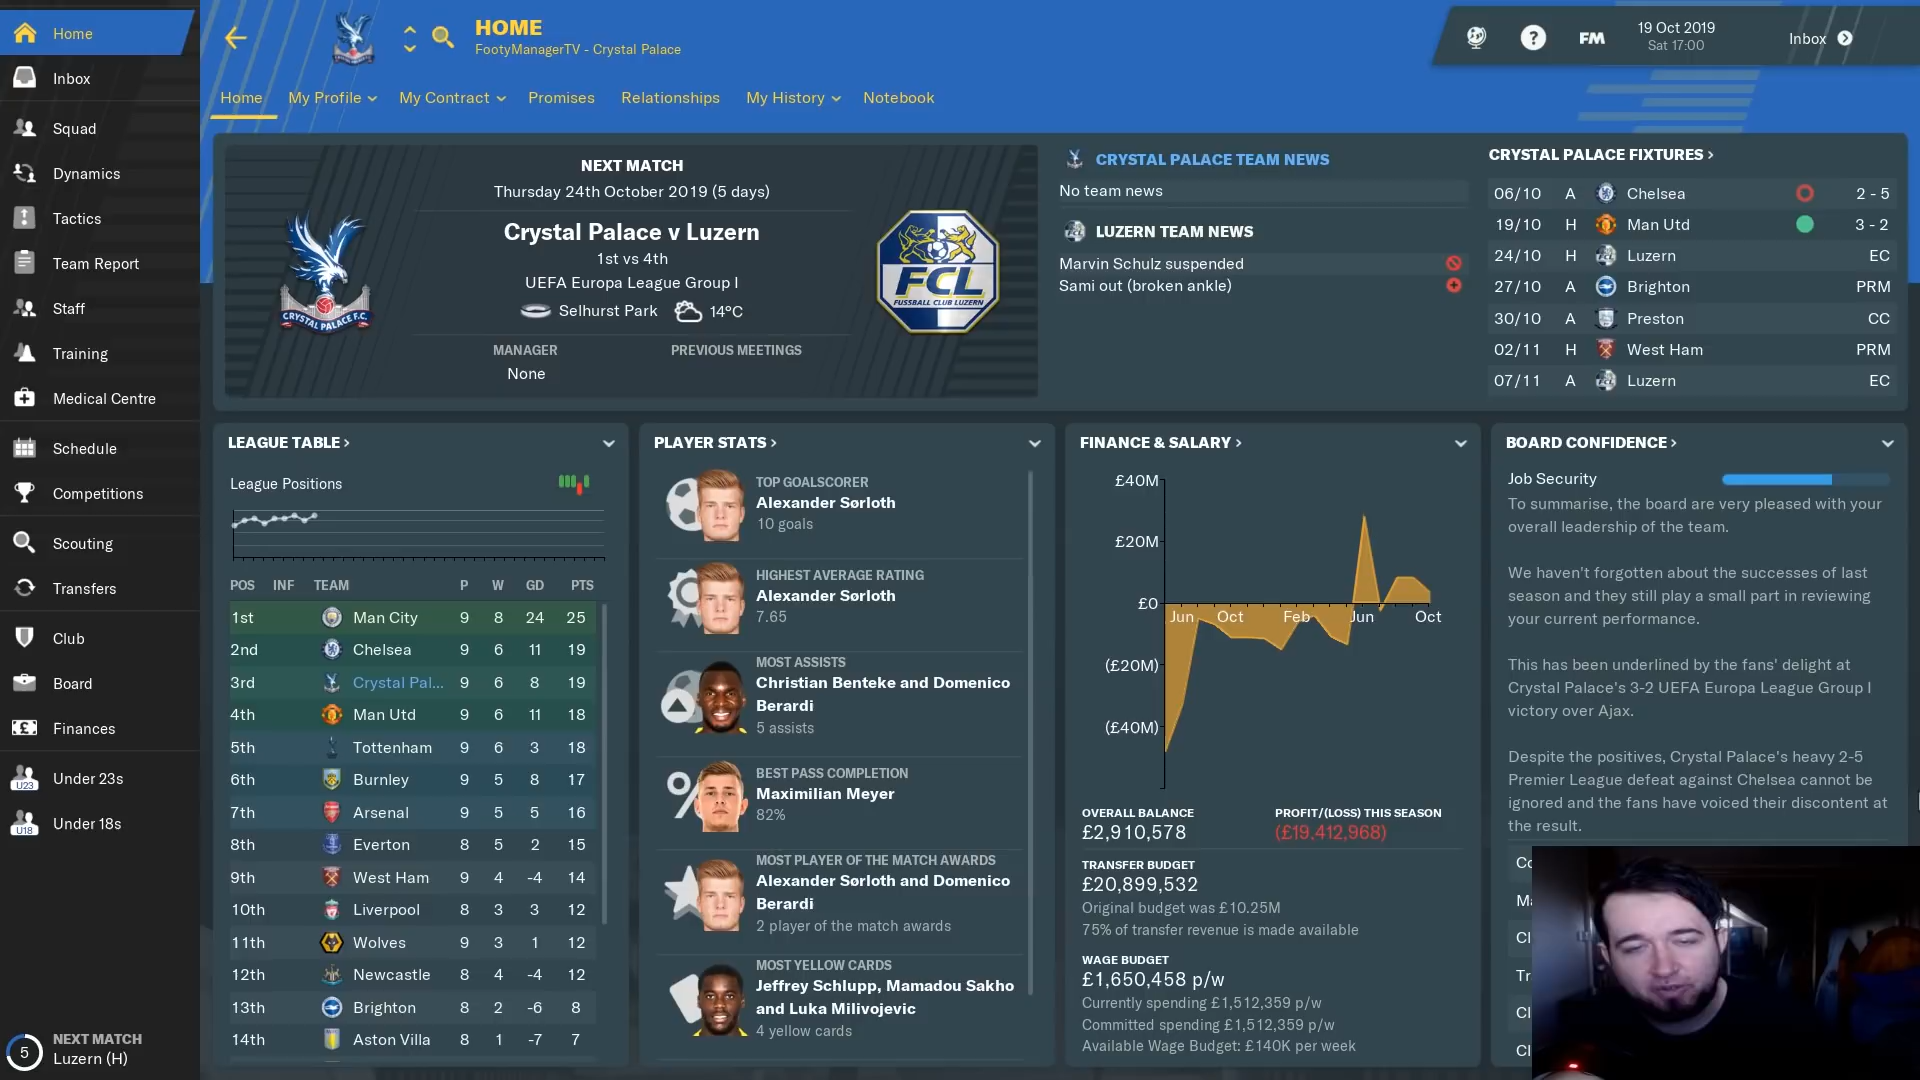 Home
Inbox
Squad
Dynamics
Tactics
Team Report
Staff
Training
Medical Centre
Schedule
Competitions
Scouting
Transfers
Club
Board
Finances
U23
Under 23s
U18
Under 18s
5
NEXT MATCH
Luzern (H)
HOME
FootyManagerTV - Crystal Palace
?
FM
19 Oct 2019
Sat 17:00
Inbox
Home
My Profile
My Contract
Promises
Relationships
My History
Notebook
NEXT MATCH
Thursday 24th October 2019 (5 days)
Crystal Palace v Luzern
1st vs 4th
UEFA Europa League Group I
Selhurst Park
14°C
MANAGER
None
PREVIOUS MEETINGS
CRYSTAL PALACE F.C.
FCL
FUSSBALL CLUB LUZERN
CRYSTAL PALACE TEAM NEWS
No team news
LUZERN TEAM NEWS
Marvin Schulz suspended
Sami out (broken ankle)
CRYSTAL PALACE FIXTURES >
06/10 A Chelsea 2 - 5
19/10 H Man Utd 3 - 2
24/10 H Luzern EC
27/10 A Brighton PRM
30/10 A Preston CC
02/11 H West Ham PRM
07/11 A Luzern EC
LEAGUE TABLE >
League Positions
POS INF TEAM P W GD PTS
1st Man City 9 8 24 25
2nd Chelsea 9 6 11 19
3rd Crystal Pal... 9 6 8 19
4th Man Utd 9 6 11 18
5th Tottenham 9 6 3 18
6th Burnley 9 5 8 17
7th Arsenal 9 5 5 16
8th Everton 8 5 2 15
9th West Ham 9 4 -4 14
10th Liverpool 8 3 3 12
11th Wolves 9 3 1 12
12th Newcastle 8 4 -4 12
13th Brighton 8 2 -6 8
14th Aston Villa 8 1 -7 7
PLAYER STATS >
TOP GOALSCORER
Alexander Sørloth
10 goals
HIGHEST AVERAGE RATING
Alexander Sørloth
7.65
MOST ASSISTS
Christian Benteke and Domenico
Berardi
5 assists
BEST PASS COMPLETION
Maximilian Meyer
82%
MOST PLAYER OF THE MATCH AWARDS
Alexander Sørloth and Domenico
Berardi
2 player of the match awards
MOST YELLOW CARDS
Jeffrey Schlupp, Mamadou Sakho
and Luka Milivojevic
4 yellow cards
FINANCE & SALARY >
£40M
£20M
£0
(£20M)
(£40M)
Jun Oct Feb Jun Oct
OVERALL BALANCE
£2,910,578
PROFIT/(LOSS) THIS SEASON
(£19,412,968)
TRANSFER BUDGET
£20,899,532
Original budget was £10.25M
75% of transfer revenue is made available
WAGE BUDGET
£1,650,458 p/w
Currently spending £1,512,359 p/w
Committed spending £1,512,359 p/w
Available Wage Budget: £140K per week
BOARD CONFIDENCE >
Job Security
To summarise, the board are very pleased with your
overall leadership of the team.
We haven't forgotten about the successes of last
season and they still play a small part in reviewing
your current performance.
This has been underlined by the fans' delight at
Crystal Palace's 3-2 UEFA Europa League Group I
victory over Ajax.
Despite the positives, Crystal Palace's heavy 2-5
Premier League defeat against Chelsea cannot be
ignored and the fans have voiced their discontent at
the result.